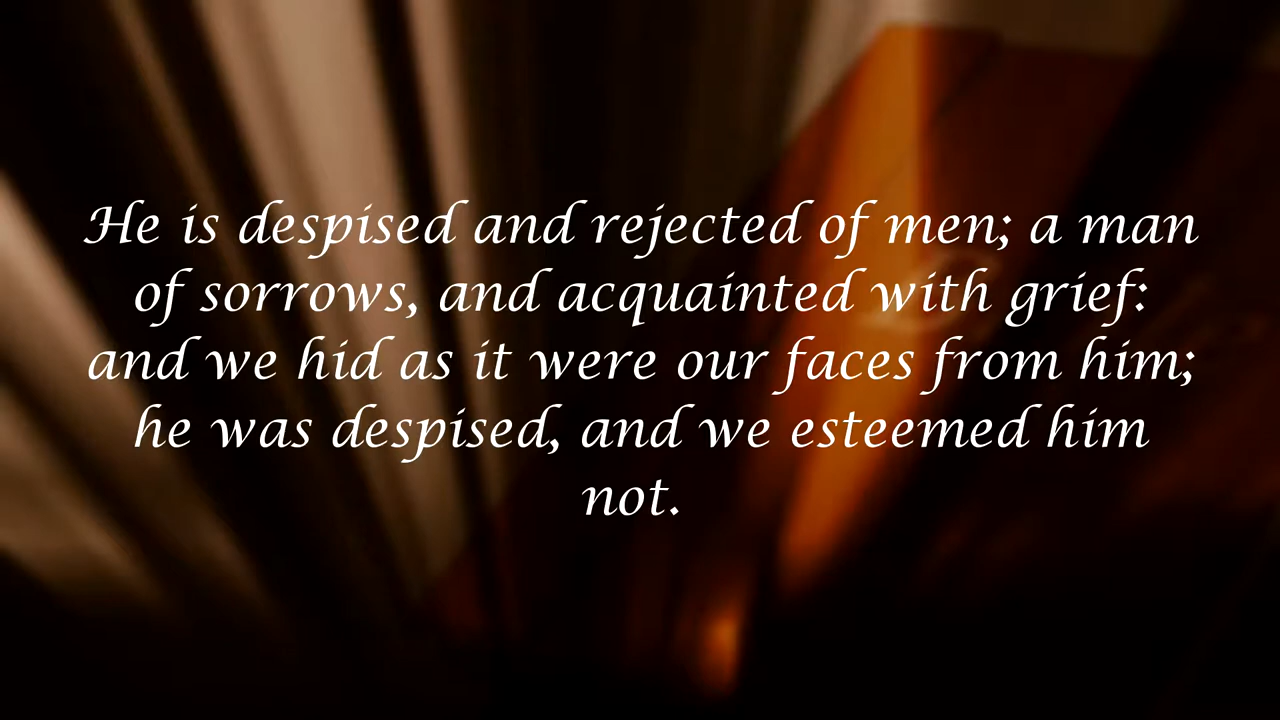 He is despised and rejected of men; a man
of sorrows, and acquainted with grief:
and we hid as it were our faces from him;
he was despised, and we esteemed him
not.